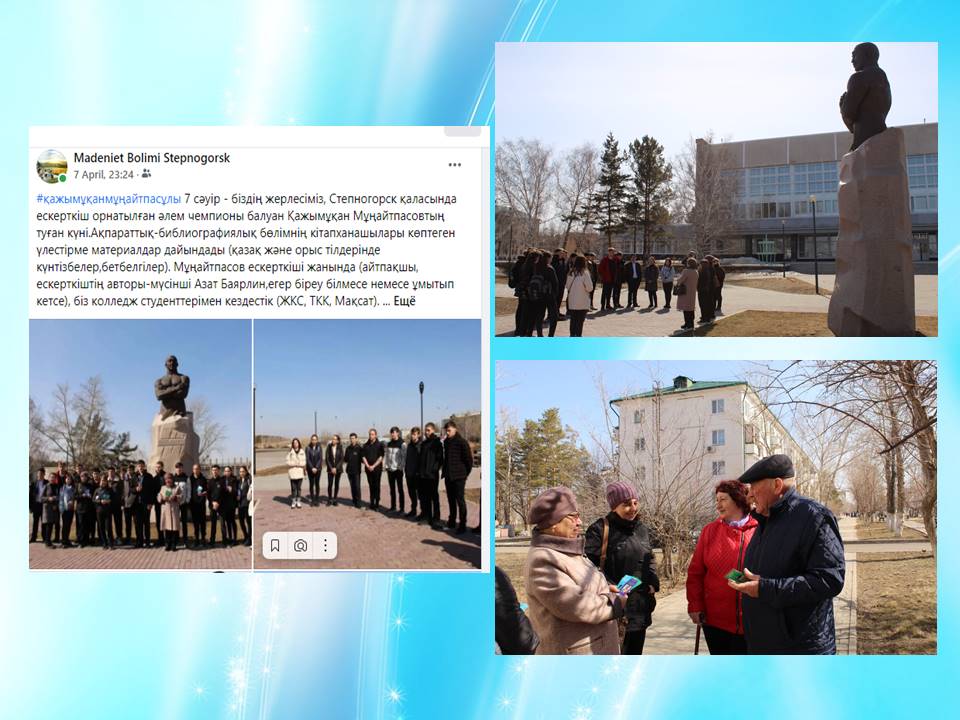 Madeniet Bolimi Stepnogorsk
7 April, 23:24 ·
#қажымұқанмұңайтпасұлы 7 сәуір - біздің жерлесіміз, Степногорск қаласында
ескерткіш орнатылған әлем чемпионы балуан Қажымұқан Мұңайтпасовтың
туған күні.Ақпараттық-библиографиялық бөлімнің кітапханашылары көптеген
үлестірме материалдар дайындады (қазақ және орыс тілдерінде
күнтізбелер,бетбелгілер). Мұңайтпасов ескерткіші жанында (айтпақшы,
ескерткіштің авторы-мүсінші Азат Баярлин,егер біреу білмесе немесе ұмытып
кетсе), біз колледж студенттерімен кездестік (ЖКС, ТКК, Мақсат). ... Ещё